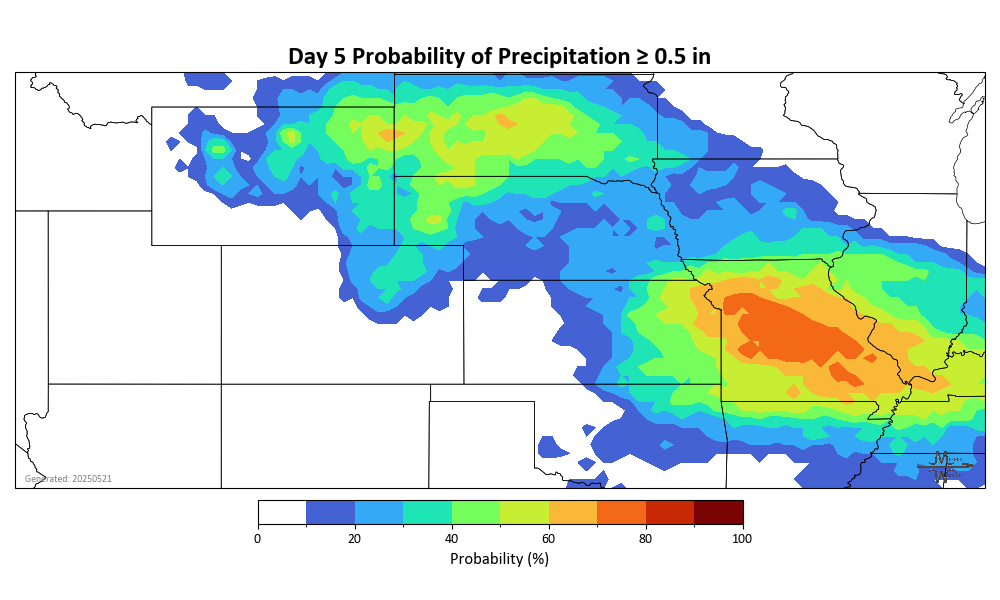 Day 5 Probability of Precipitation ≥ 0.5 in
Generated: 20250521
0 20 40 60 80 100
Probability (%)